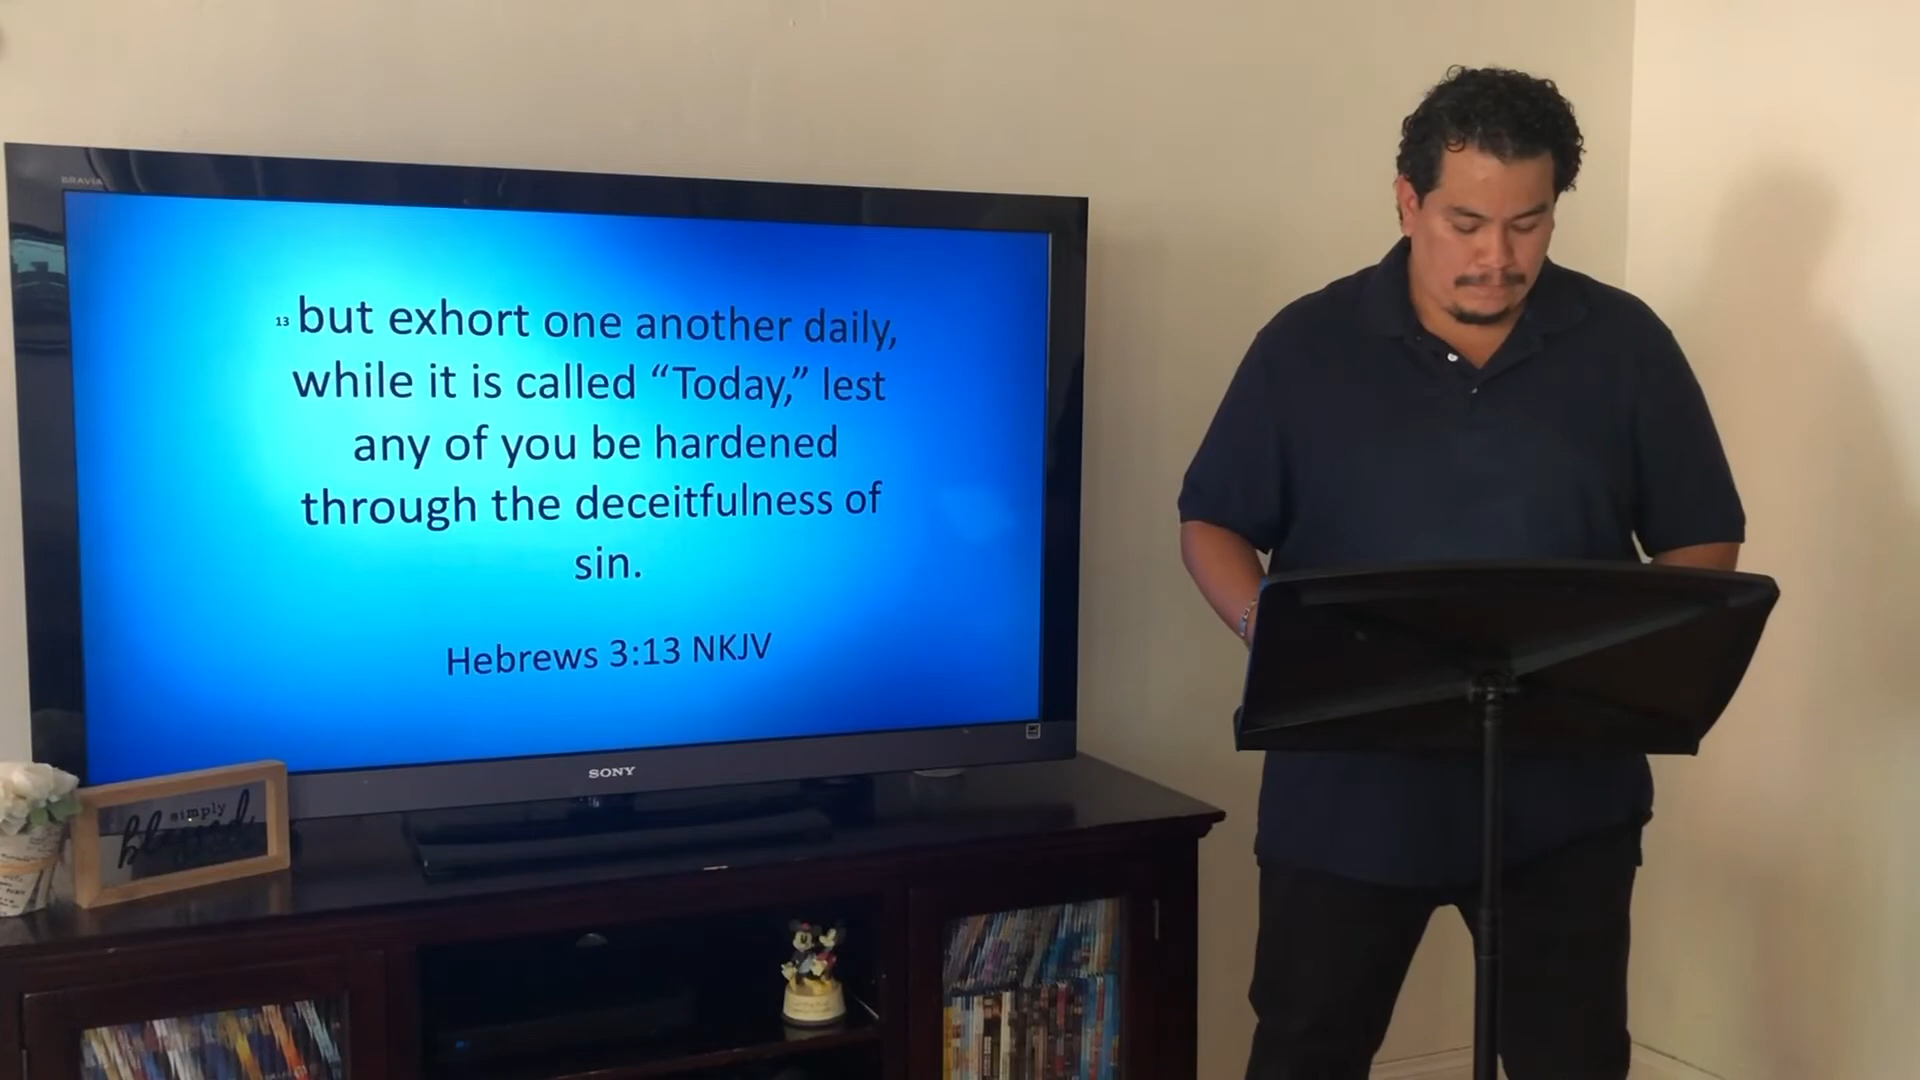 BRAVIA
13 but exhort one another daily,
while it is called “Today,” lest
any of you be hardened
through the deceitfulness of
sin.
Hebrews 3:13 NKJV
SONY
simply
blessed